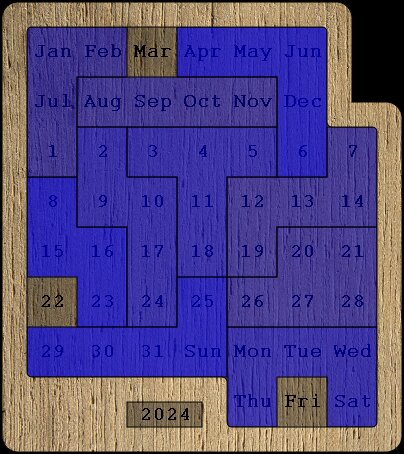 Jan Feb Mar Apr May Jun
Jul Aug Sep Oct Nov Dec
1 2 3 4 5 6 7
8 9 10 11 12 13 14
15 16 17 18 19 20 21
22 23 24 25 26 27 28
29 30 31 Sun Mon Tue Wed
Thu Fri Sat
2024